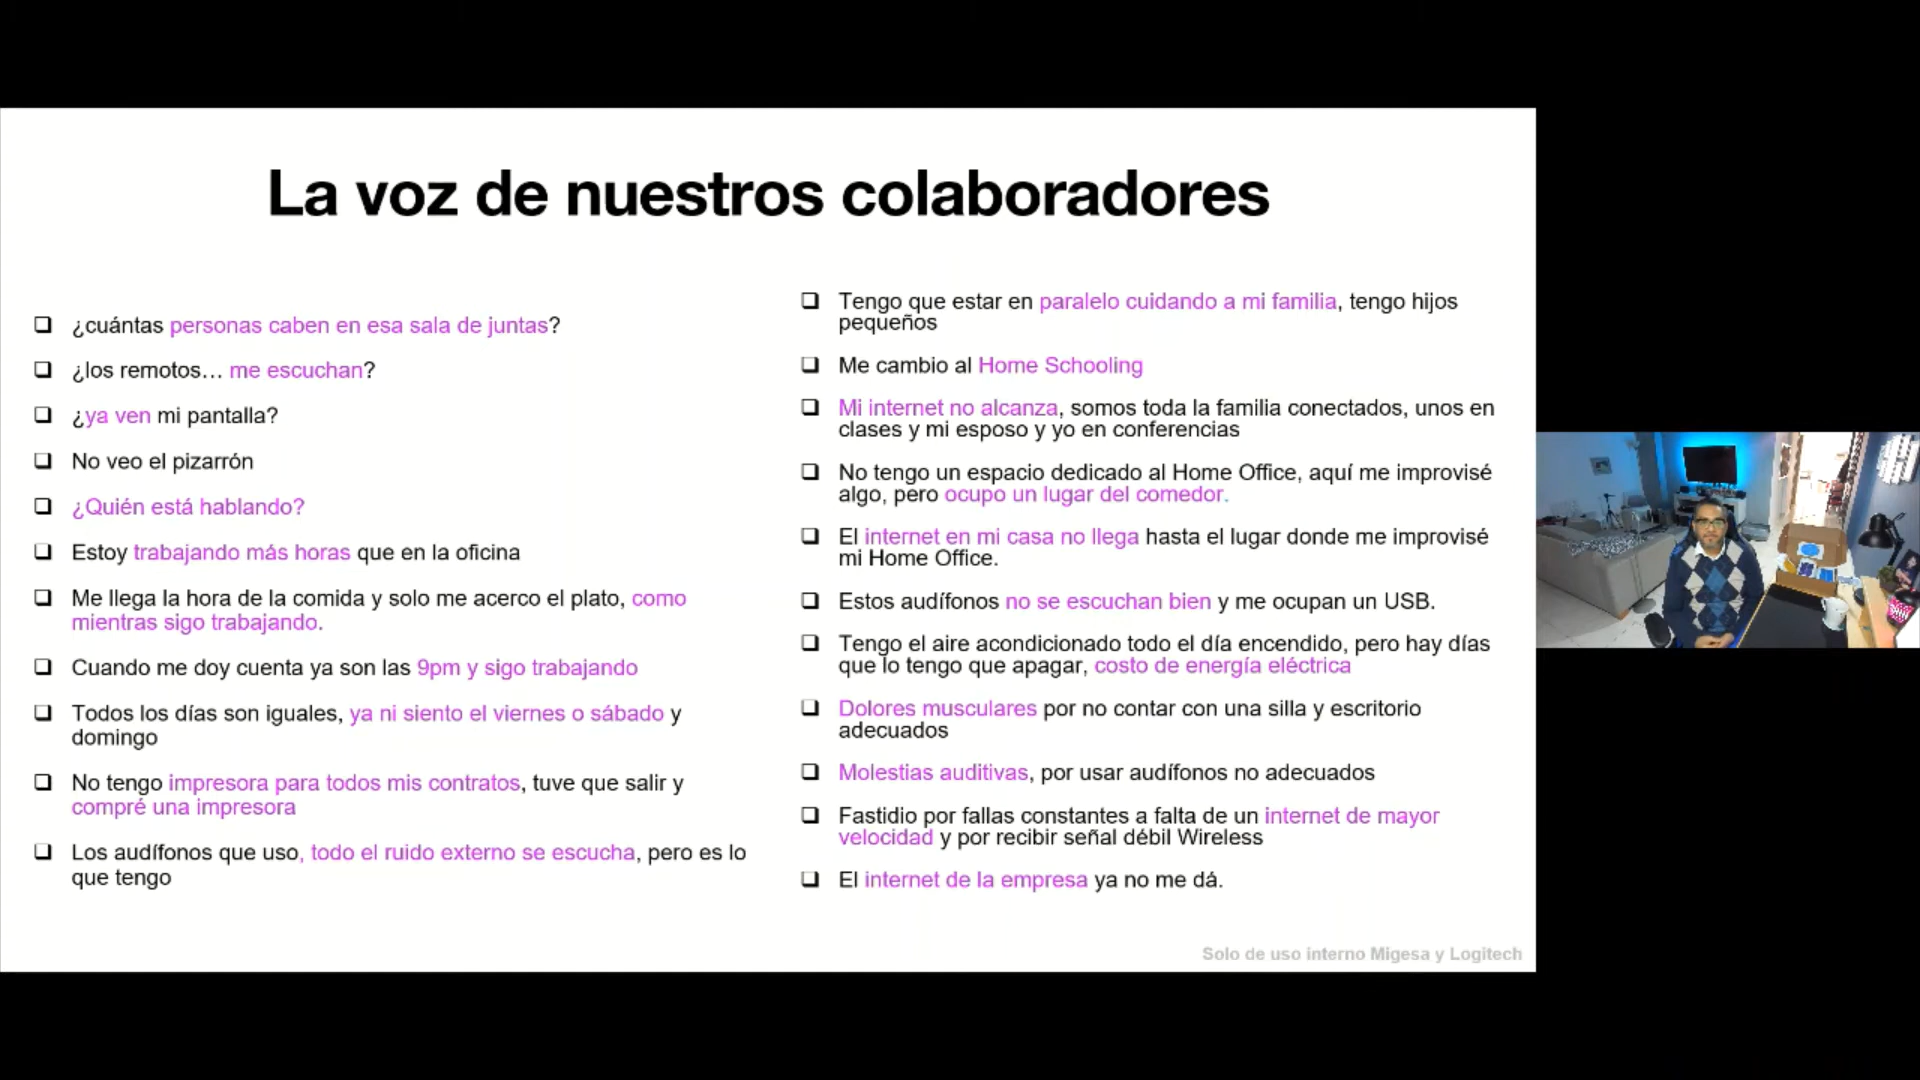 La voz de nuestros colaboradores
¿cuántas personas caben en esa sala de juntas?
¿los remotos… me escuchan?
¿ya ven mi pantalla?
No veo el pizarrón
¿Quién está hablando?
Estoy trabajando más horas que en la oficina
Me llega la hora de la comida y solo me acerco el plato, como
mientras sigo trabajando.
Cuando me doy cuenta ya son las 9pm y sigo trabajando
Todos los días son iguales, ya ni siento el viernes o sábado y
domingo
No tengo impresora para todos mis contratos, tuve que salir y
compré una impresora
Los audífonos que uso, todo el ruido externo se escucha, pero es lo
que tengo
Tengo que estar en paralelo cuidando a mi familia, tengo hijos
pequeños
Me cambio al Home Schooling
Mi internet no alcanza, somos toda la familia conectados, unos en
clases y mi esposo y yo en conferencias
No tengo un espacio dedicado al Home Office, aquí me improvisé
algo, pero ocupo un lugar del comedor.
El internet en mi casa no llega hasta el lugar donde me improvisé
mi Home Office.
Estos audífonos no se escuchan bien y me ocupan un USB.
Tengo el aire acondicionado todo el día encendido, pero hay días
que lo tengo que apagar, costo de energía eléctrica
Dolores musculares por no contar con una silla y escritorio
adecuados
Molestias auditivas, por usar audífonos no adecuados
Fastidio por fallas constantes a falta de un internet de mayor
velocidad y por recibir señal débil Wireless
El internet de la empresa ya no me dá.
Solo de uso interno Migesa y Logitech